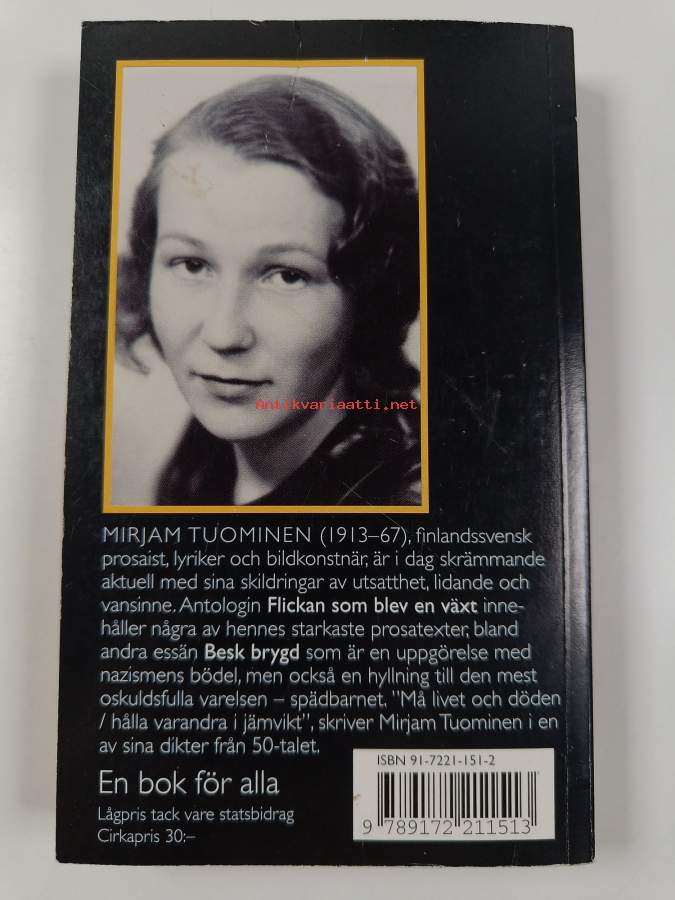 Antikvariaatti.net
MIRJAM TUOMINEN (1913–67), finlandssvensk
prosaist, lyriker och bildkonstnär, är i dag skrämmande
aktuell med sina skildringar av utsatthet, lidande och
vansinne. Antologin Flickan som blev en växt inne-
håller några av hennes starkaste prosatexter, bland
andra essän Besk brygd som är en uppgörelse med
nazismens bödel, men också en hyllning till den mest
oskuldsfulla varelsen – spädbarnet. "Må livet och döden
/ hålla varandra i jämvikt", skriver Mirjam Tuominen i en
av sina dikter från 50-talet.
ISBN 91-7221-151-2
En bok för alla
Lågpris tack vare statsbidrag
Cirkapris 30:–
9 789172 211513